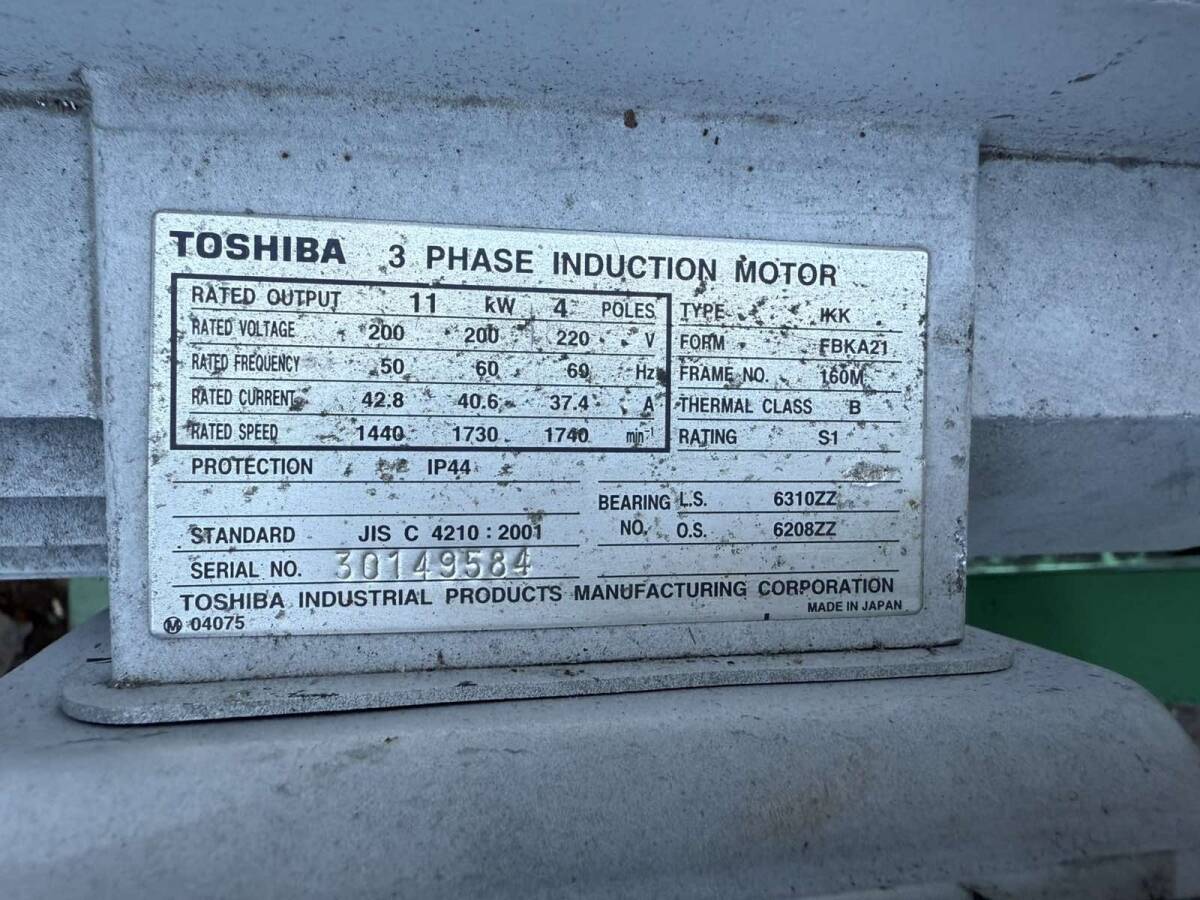 TOSHIBA 3 PHASE INDUCTION MOTOR
RATED OUTPUT 11 kW 4 POLES
RATED VOLTAGE 200 200 220 V
RATED FREQUENCY 50 60 60 Hz
RATED CURRENT 42.8 40.6 37.4 A
RATED SPEED 1440 1730 1740 min-1
TYPE IKK
FORM FBKA21
FRAME NO. 160M
THERMAL CLASS B
RATING S1
PROTECTION IP44
BEARING NO. L.S. 6310ZZ
O.S. 6208ZZ
STANDARD JIS C 4210 : 2001
SERIAL NO. 30149584
TOSHIBA INDUSTRIAL PRODUCTS MANUFACTURING CORPORATION
Ⓜ 04075 MADE IN JAPAN